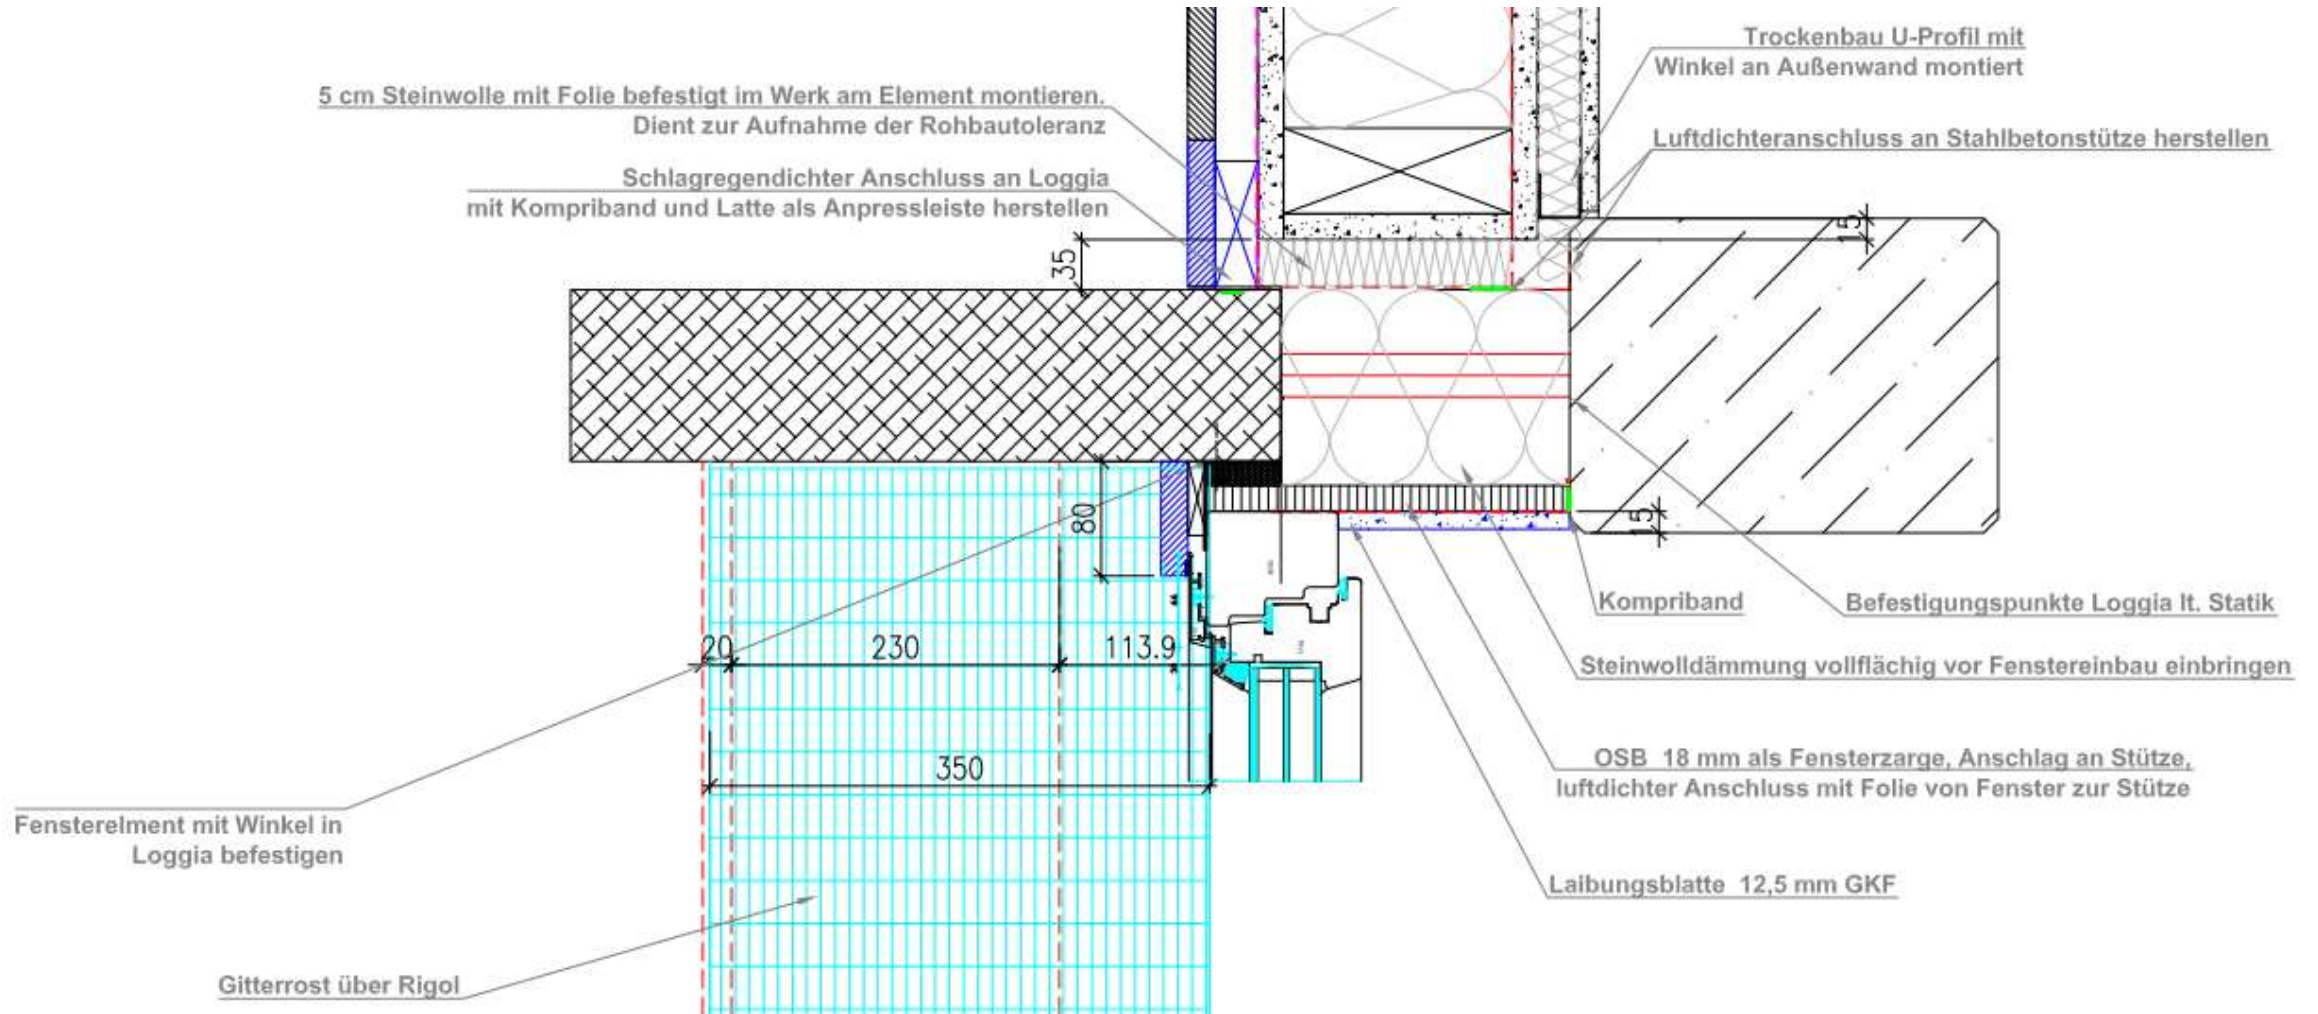 Trockenbau U-Profil mit
Winkel an Außenwand montiert
5 cm Steinwolle mit Folie befestigt im Werk am Element montieren.
Dient zur Aufnahme der Rohbautoleranz
Luftdichteranschluss an Stahlbetonstütze herstellen
Schlagregendichter Anschluss an Loggia
mit Kompriband und Latte als Anpressleiste herstellen
15
35
80
15
Kompriband
Befestigungspunkte Loggia lt. Statik
20
230
113.9
Steinwolldämmung vollflächig vor Fenstereinbau einbringen
350
OSB 18 mm als Fensterzarge, Anschlag an Stütze,
luftdichter Anschluss mit Folie von Fenster zur Stütze
Fensterelment mit Winkel in
Loggia befestigen
Laibungsblatte 12,5 mm GKF
Gitterrost über Rigol